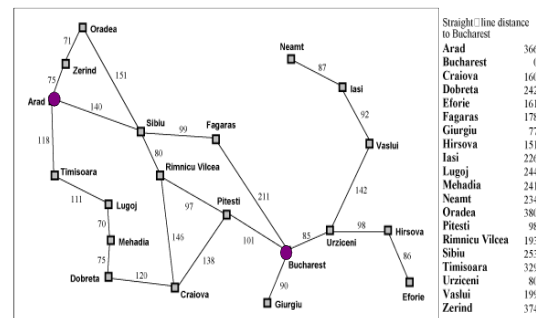 Oradea
71
Neamt
87
Zerind
75
151
Iasi
Arad
140
92
Sibiu
99
Fagaras
118
80
Vaslui
Timisoara
Rimnicu Vilcea
111
Lugoj
97
Pitesti
211
142
70
98
Hirsova
Mehadia
146
101
85
Urziceni
75
138
86
Dobreta
120
Bucharest
Craiova
90
Eforie
Giurgiu
Straight□line distance
to Bucharest
Arad 366
Bucharest 0
Craiova 160
Dobreta 242
Eforie 161
Fagaras 178
Giurgiu 77
Hirsova 151
Iasi 226
Lugoj 244
Mehadia 241
Neamt 234
Oradea 380
Pitesti 98
Rimnicu Vilcea 193
Sibiu 253
Timisoara 329
Urziceni 80
Vaslui 199
Zerind 374